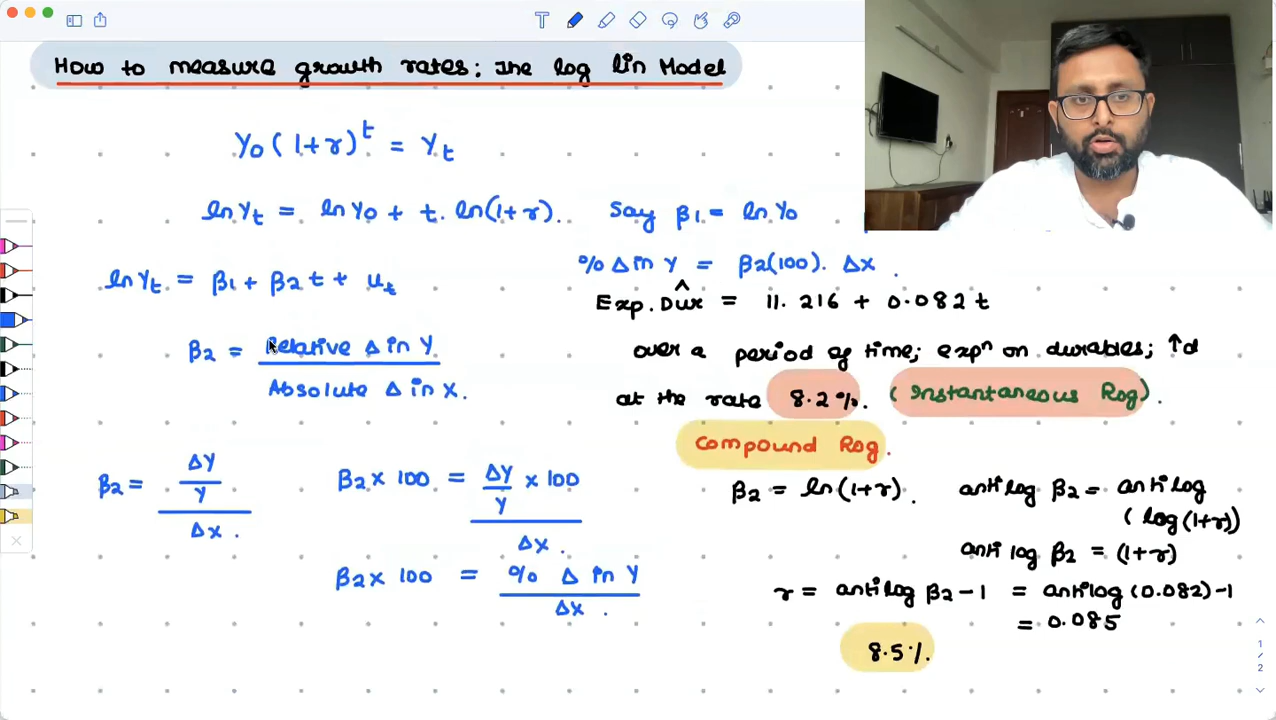 How to measure growth rates: The log lin Model
Y₀(1+r)ᵗ = Yₜ
ln Yₜ = ln Y₀ + t. ln(1+r). Say β₁ = ln Y₀
ln Yₜ = β₁ + β₂ t + uₜ
β₂ = Relative Δ in Y
Absolute Δ in X.
β₂ = ΔY
Y
Δx.
β₂ x 100 = ΔY x 100
Y
Δx.
β₂ x 100 = % Δ in Y
Δx.
% Δ in Y = β₂(100). Δx.
^
Exp. Dur = 11.216 + 0.082 t
over a period of time; expⁿ on durables; ↑d
at the rate 8.2%. (Instantaneous Rog).
Compound Rog.
β₂ = ln(1+r). antilog β₂ = antilog
(log(1+r))
antilog β₂ = (1+r)
r = antilog β₂ - 1 = antilog (0.082) - 1
= 0.085
8.5%.
1
/
2